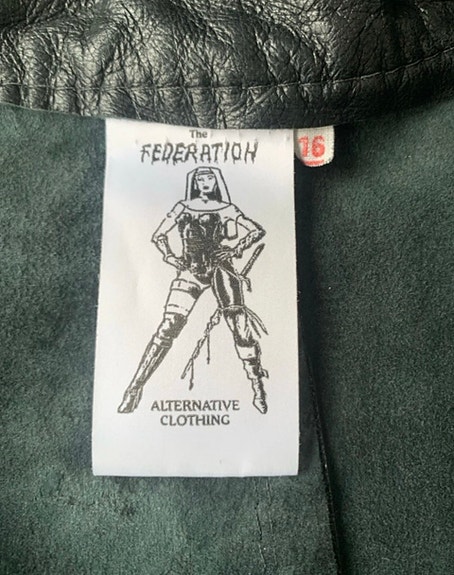 The
FEDERATION
16
ALTERNATIVE
CLOTHING